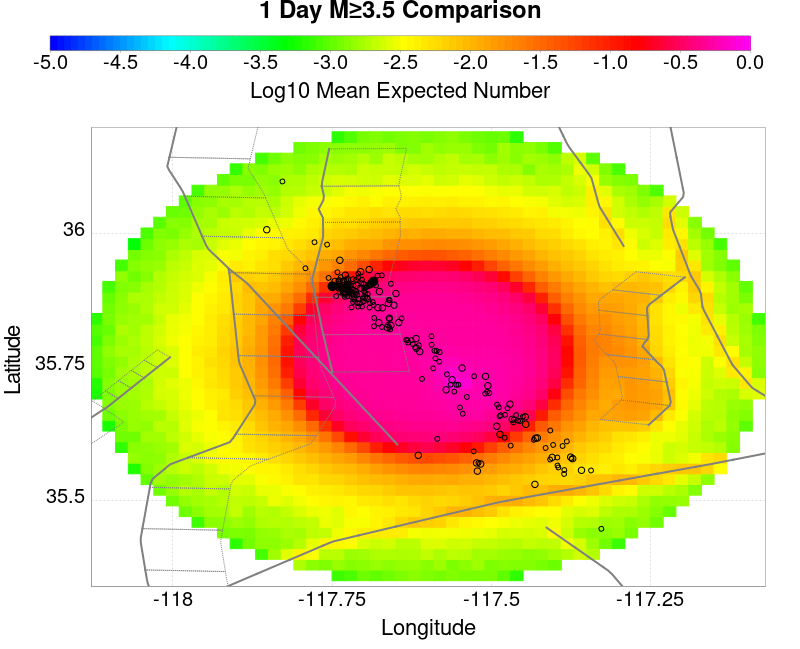 1 Day M≥3.5 Comparison
-5.0 -4.5 -4.0 -3.5 -3.0 -2.5 -2.0 -1.5 -1.0 -0.5 0.0
Log10 Mean Expected Number
36
35.75
35.5
Latitude
-118 -117.75 -117.5 -117.25
Longitude